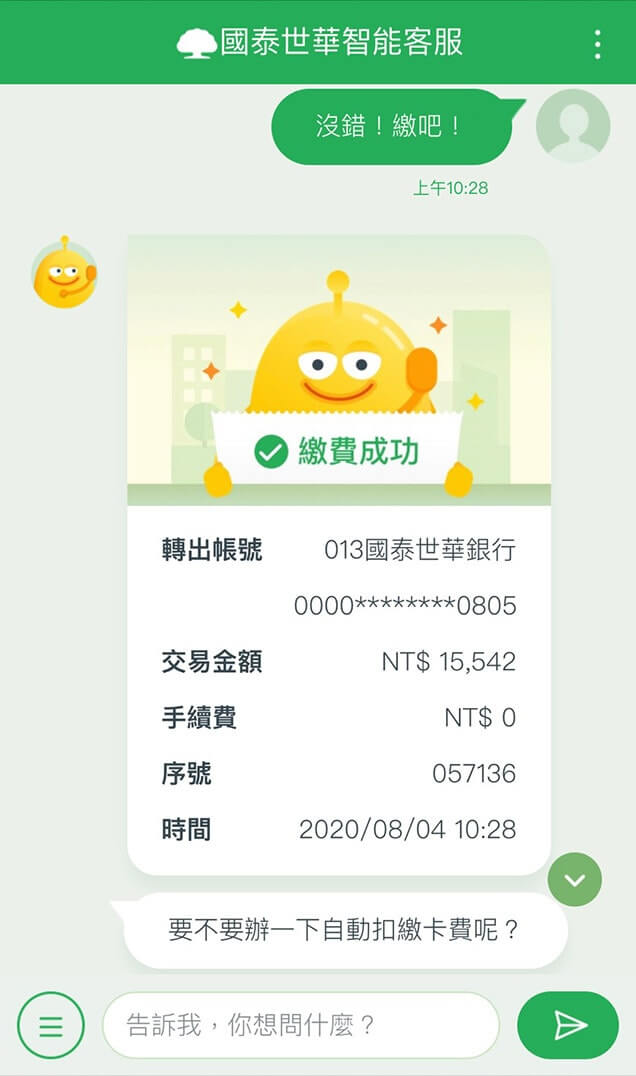 國泰世華智能客服
沒錯！繳吧！
上午10:28
繳費成功
轉出帳號 013國泰世華銀行
0000********0805
交易金額 NT$ 15,542
手續費 NT$ 0
序號 057136
時間 2020/08/04 10:28
要不要辦一下自動扣繳卡費呢？
告訴我，你想問什麼？